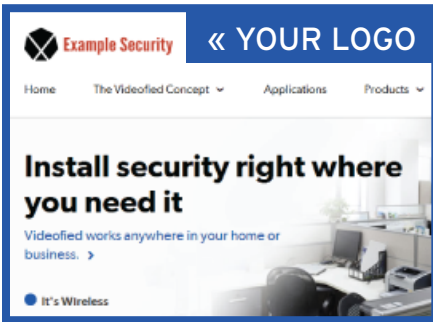 Example Security
« YOUR LOGO
Home The Videofied Concept Applications Products
Install security right where
you need it
Videofied works anywhere in your home or
business. >
It's Wireless